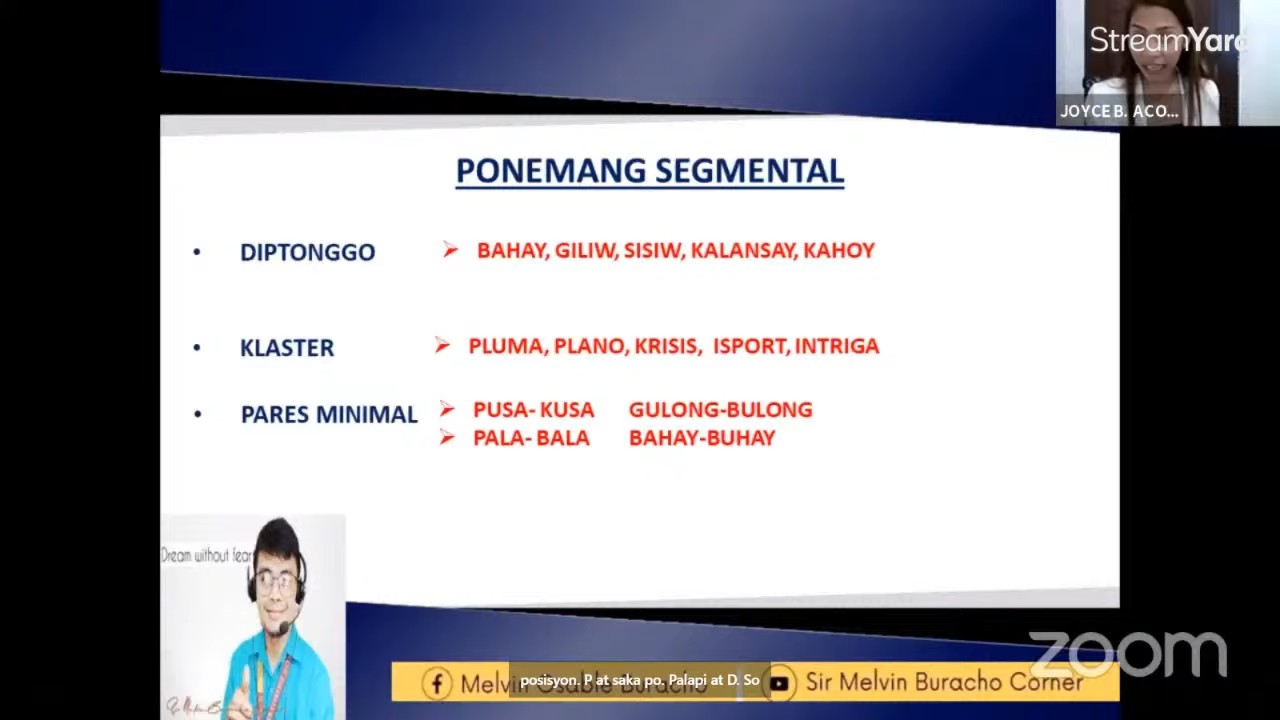 StreamYard
JOYCE B. ACO...
PONEMANG SEGMENTAL
• DIPTONGGO ➢ BAHAY, GILIW, SISIW, KALANSAY, KAHOY
• KLASTER ➢ PLUMA, PLANO, KRISIS, ISPORT, INTRIGA
• PARES MINIMAL ➢ PUSA- KUSA GULONG-BULONG
➢ PALA- BALA BAHAY-BUHAY
Dream without fear
zoom
Melvin Buracho
posisyon. P at saka po, Palapi at D. So
Sir Melvin Buracho Corner